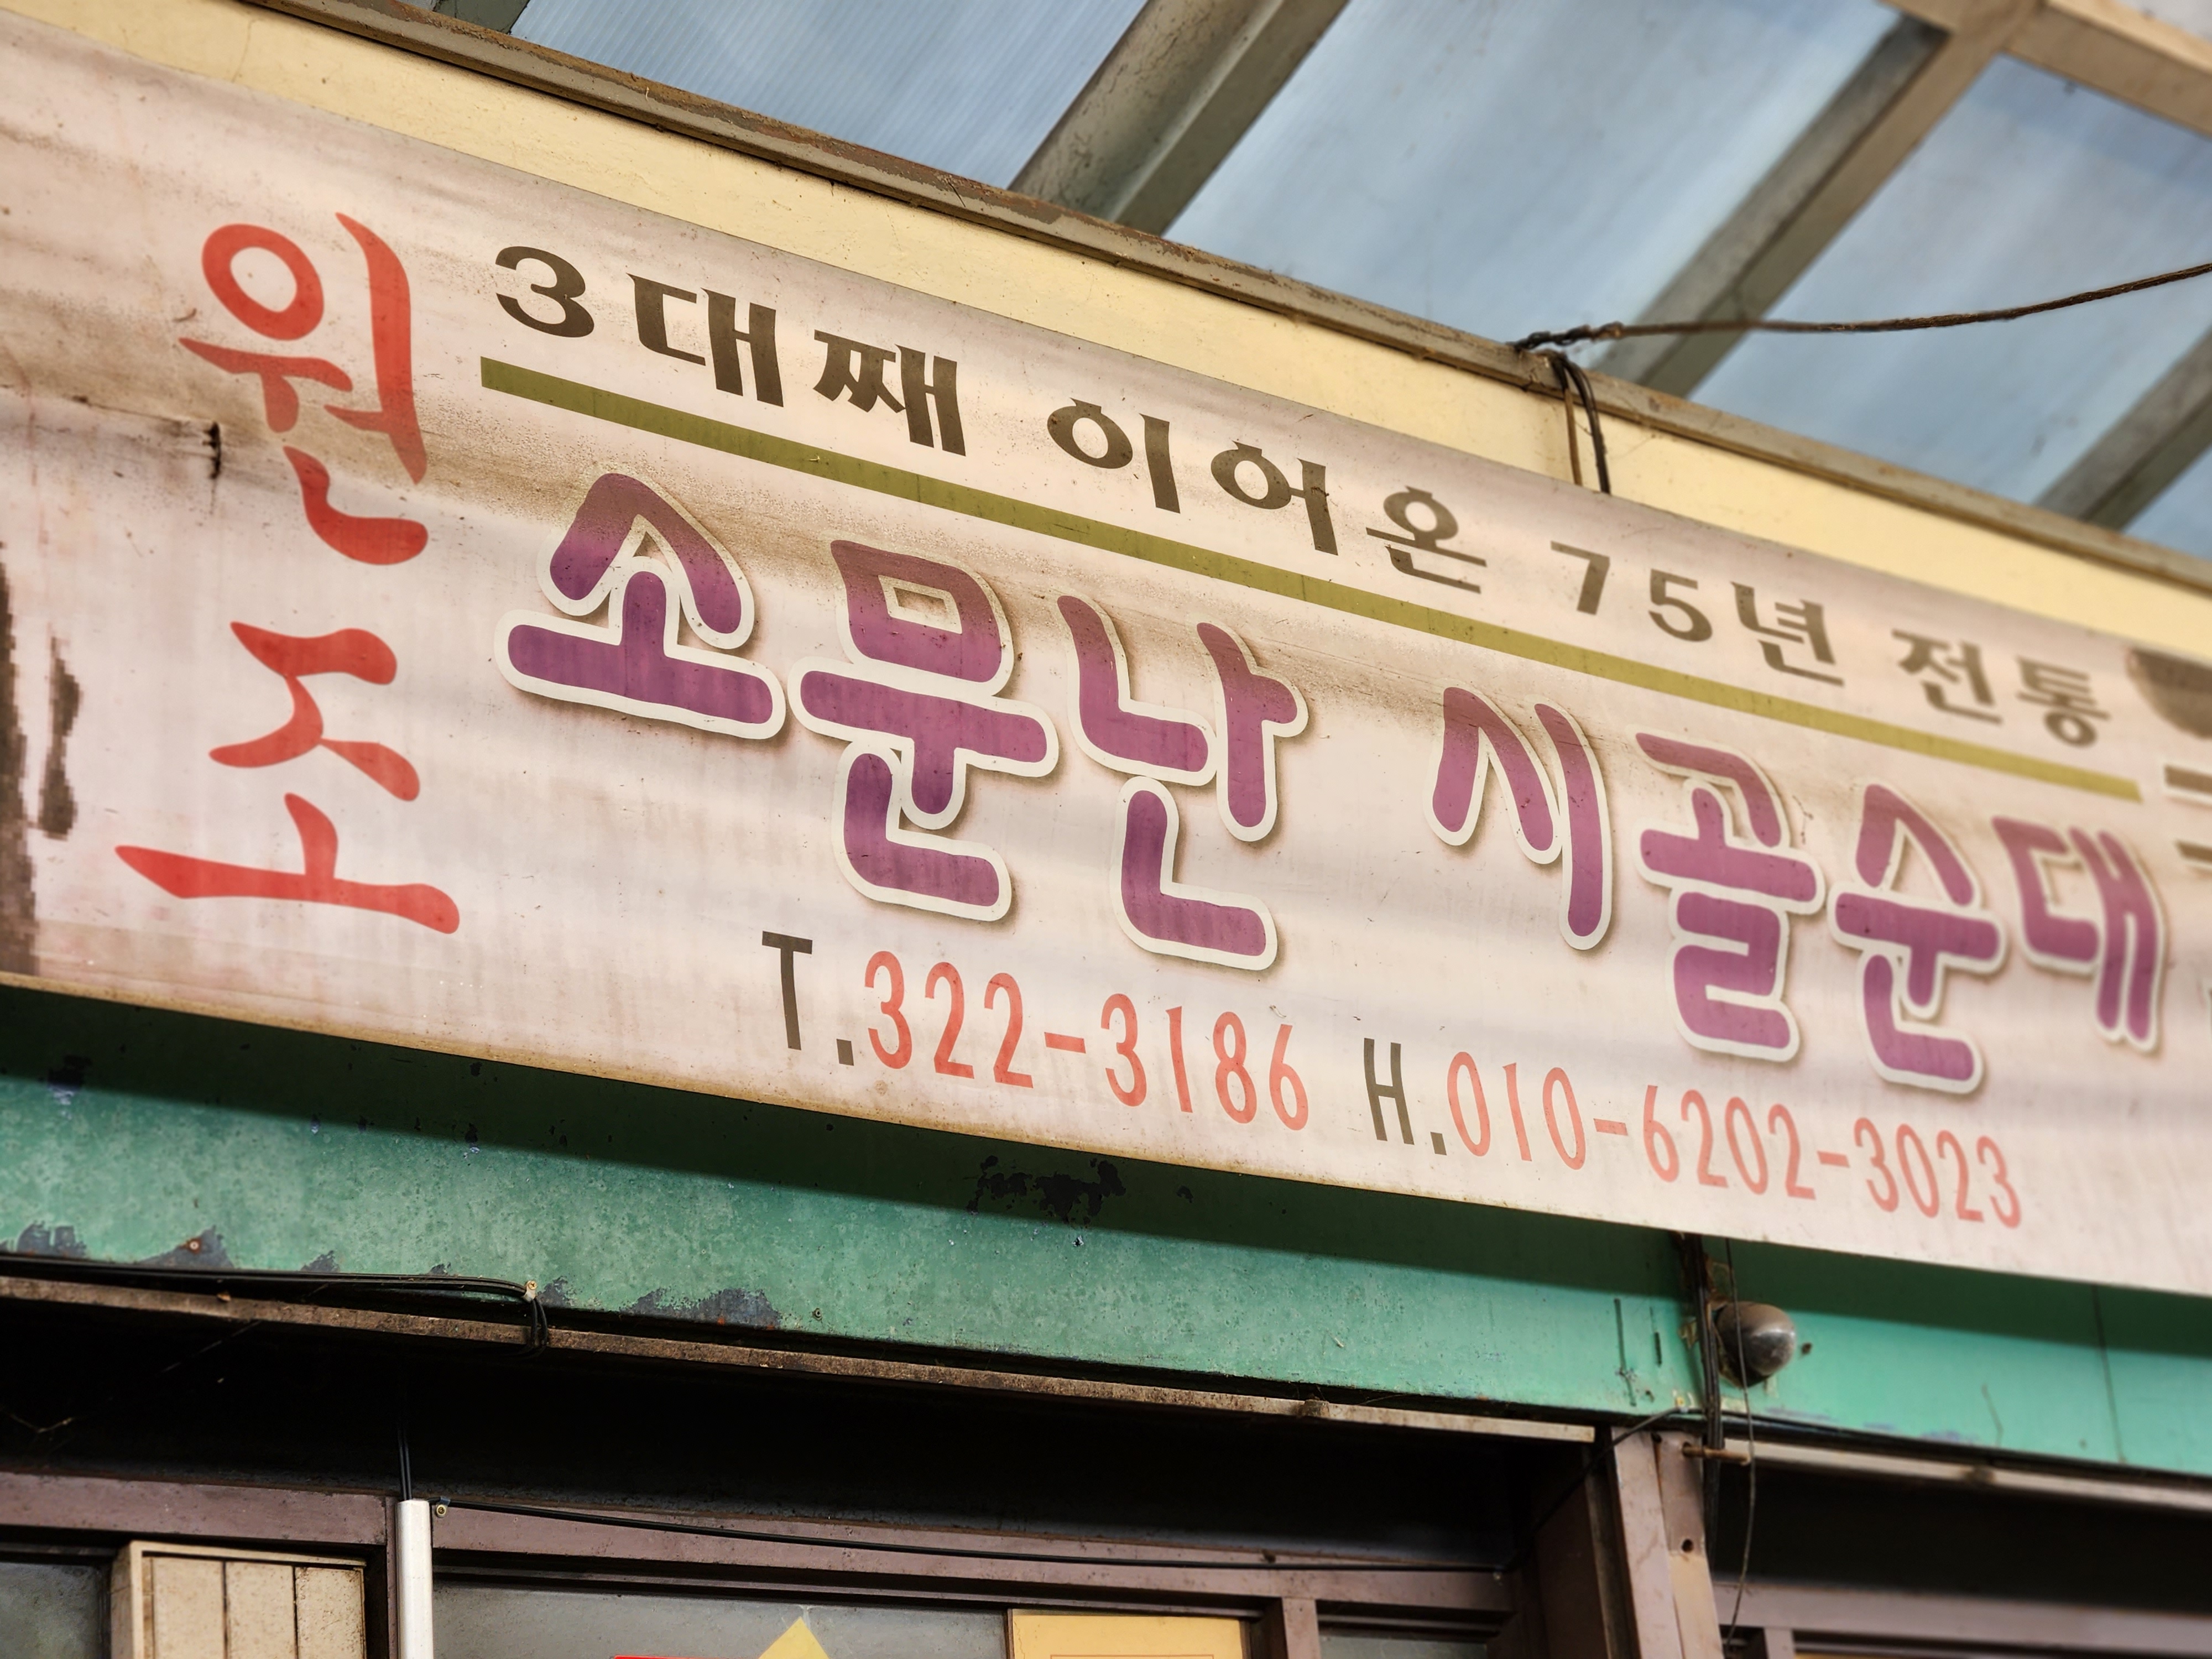 원조
3대째 이어온 75년 전통
소문난 시골순대
T.322-3186 H.010-6202-3023